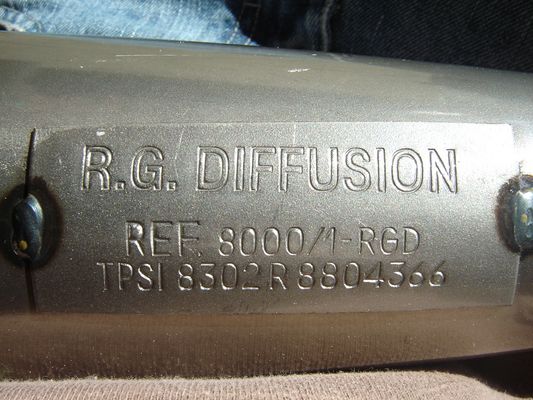 R.G. DIFFUSION
REF. 8000/1-RGD
TPSI 8302 R 8804366